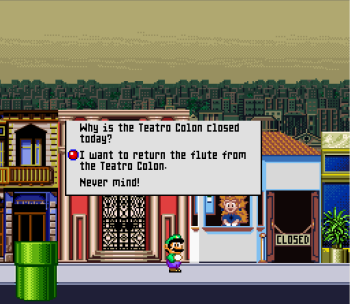 Why is the Teatro Colon closed
today?
I want to return the flute from
the Teatro Colon.
Never mind!
CLOSED